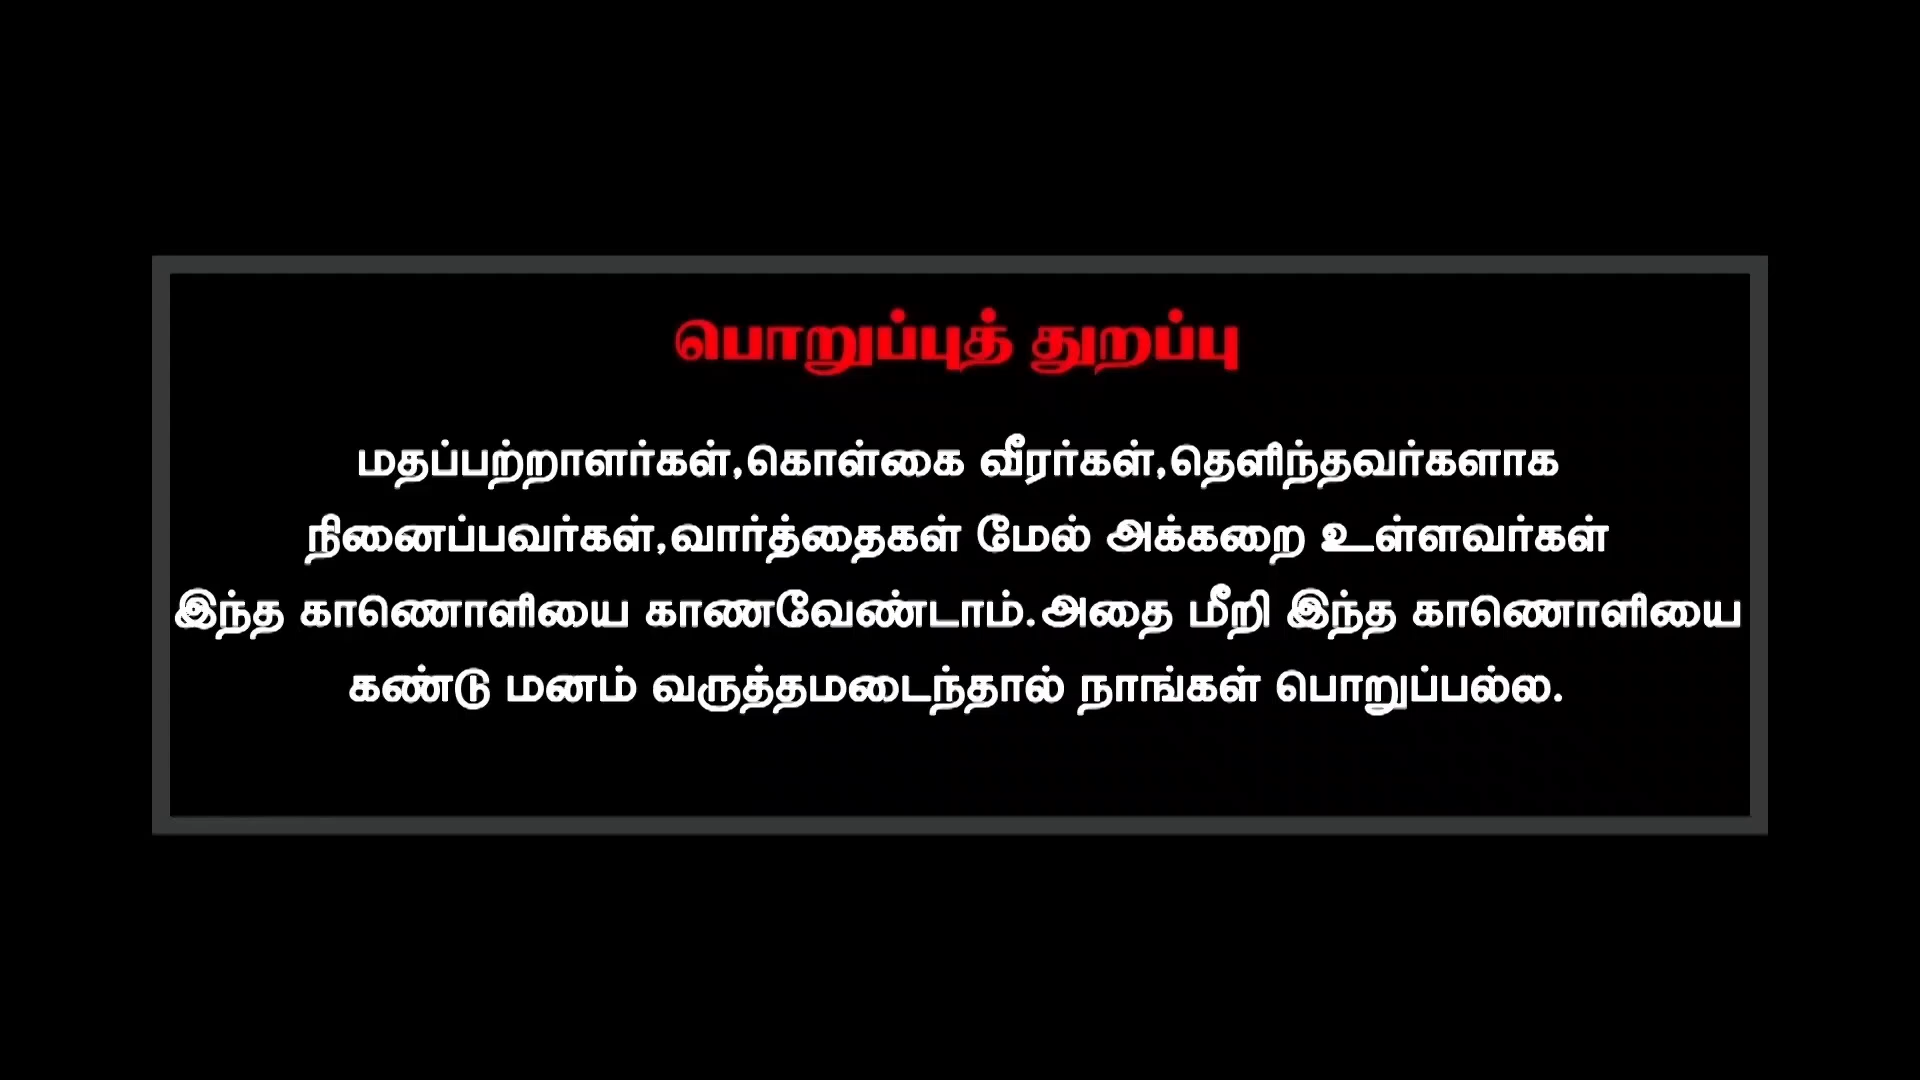 பொறுப்புத் துறப்பு
மதப்பற்றாளர்கள்,கொள்கை வீரர்கள்,தெளிந்தவர்களாக
நினைப்பவர்கள்,வார்த்தைகள் மேல் அக்கறை உள்ளவர்கள்
இந்த காணொளியை காணவேண்டாம்.அதை மீறி இந்த காணொளியை
கண்டு மனம் வருத்தமடைந்தால் நாங்கள் பொறுப்பல்ல.